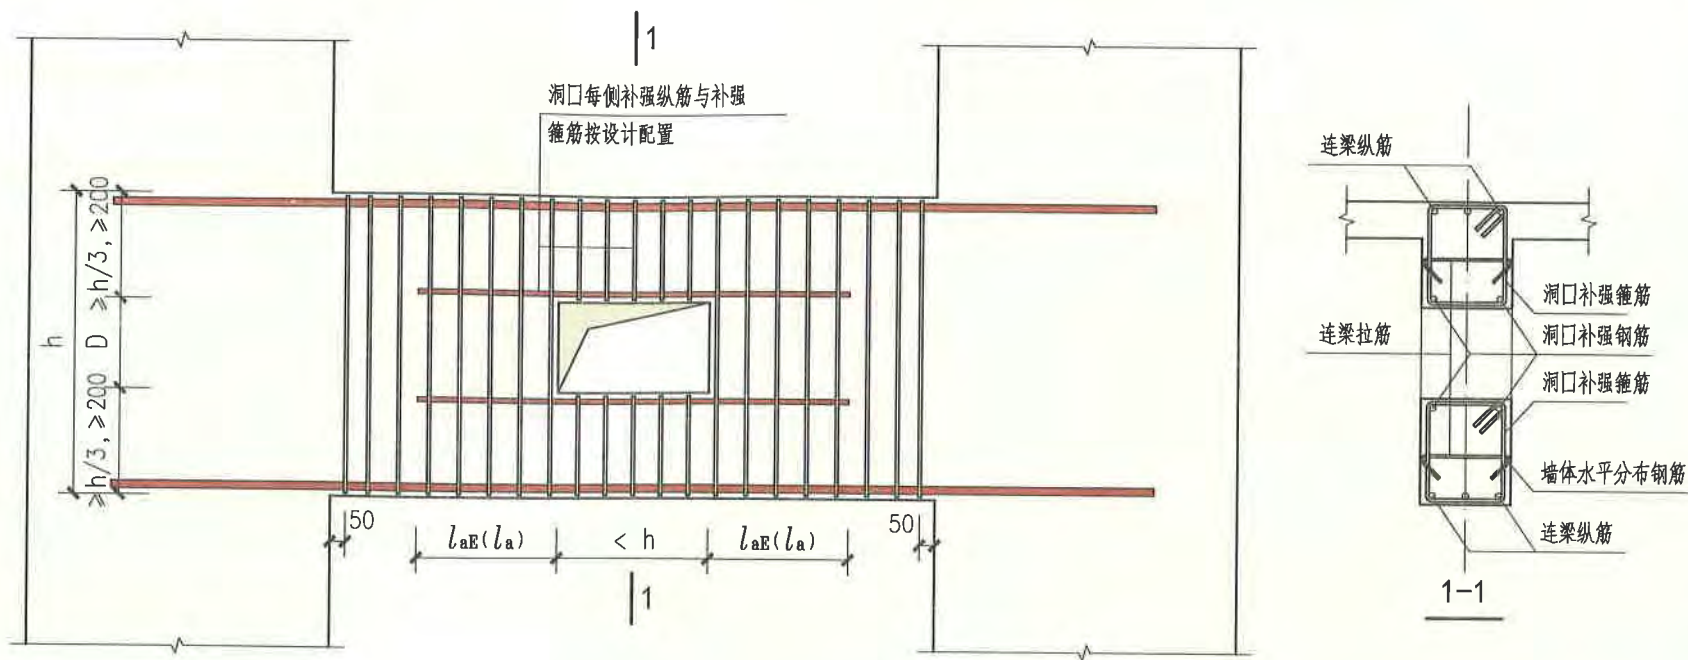 1
洞口每侧补强纵筋与补强
箍筋按设计配置
≥h/3,≥200
D
h
≥h/3,≥200
50
laE(la)
< h
laE(la)
50
1
连梁纵筋
洞口补强箍筋
连梁拉筋
洞口补强钢筋
洞口补强箍筋
墙体水平分布钢筋
连梁纵筋
1-1